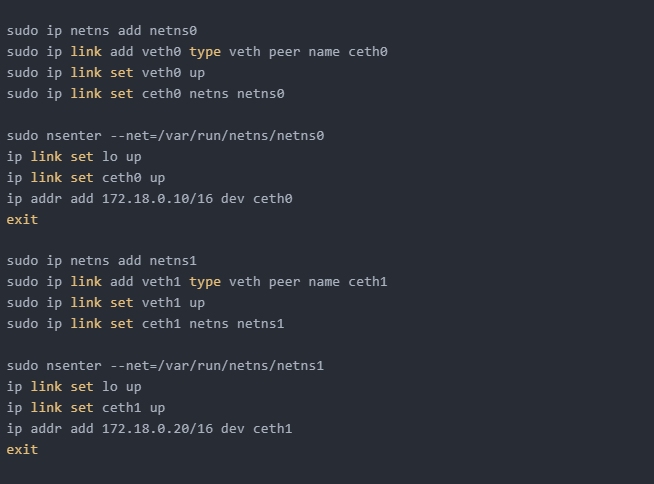 sudo ip netns add netns0
sudo ip link add veth0 type veth peer name ceth0
sudo ip link set veth0 up
sudo ip link set ceth0 netns netns0
sudo nsenter --net=/var/run/netns/netns0
ip link set lo up
ip link set ceth0 up
ip addr add 172.18.0.10/16 dev ceth0
exit
sudo ip netns add netns1
sudo ip link add veth1 type veth peer name ceth1
sudo ip link set veth1 up
sudo ip link set ceth1 netns netns1
sudo nsenter --net=/var/run/netns/netns1
ip link set lo up
ip link set ceth1 up
ip addr add 172.18.0.20/16 dev ceth1
exit